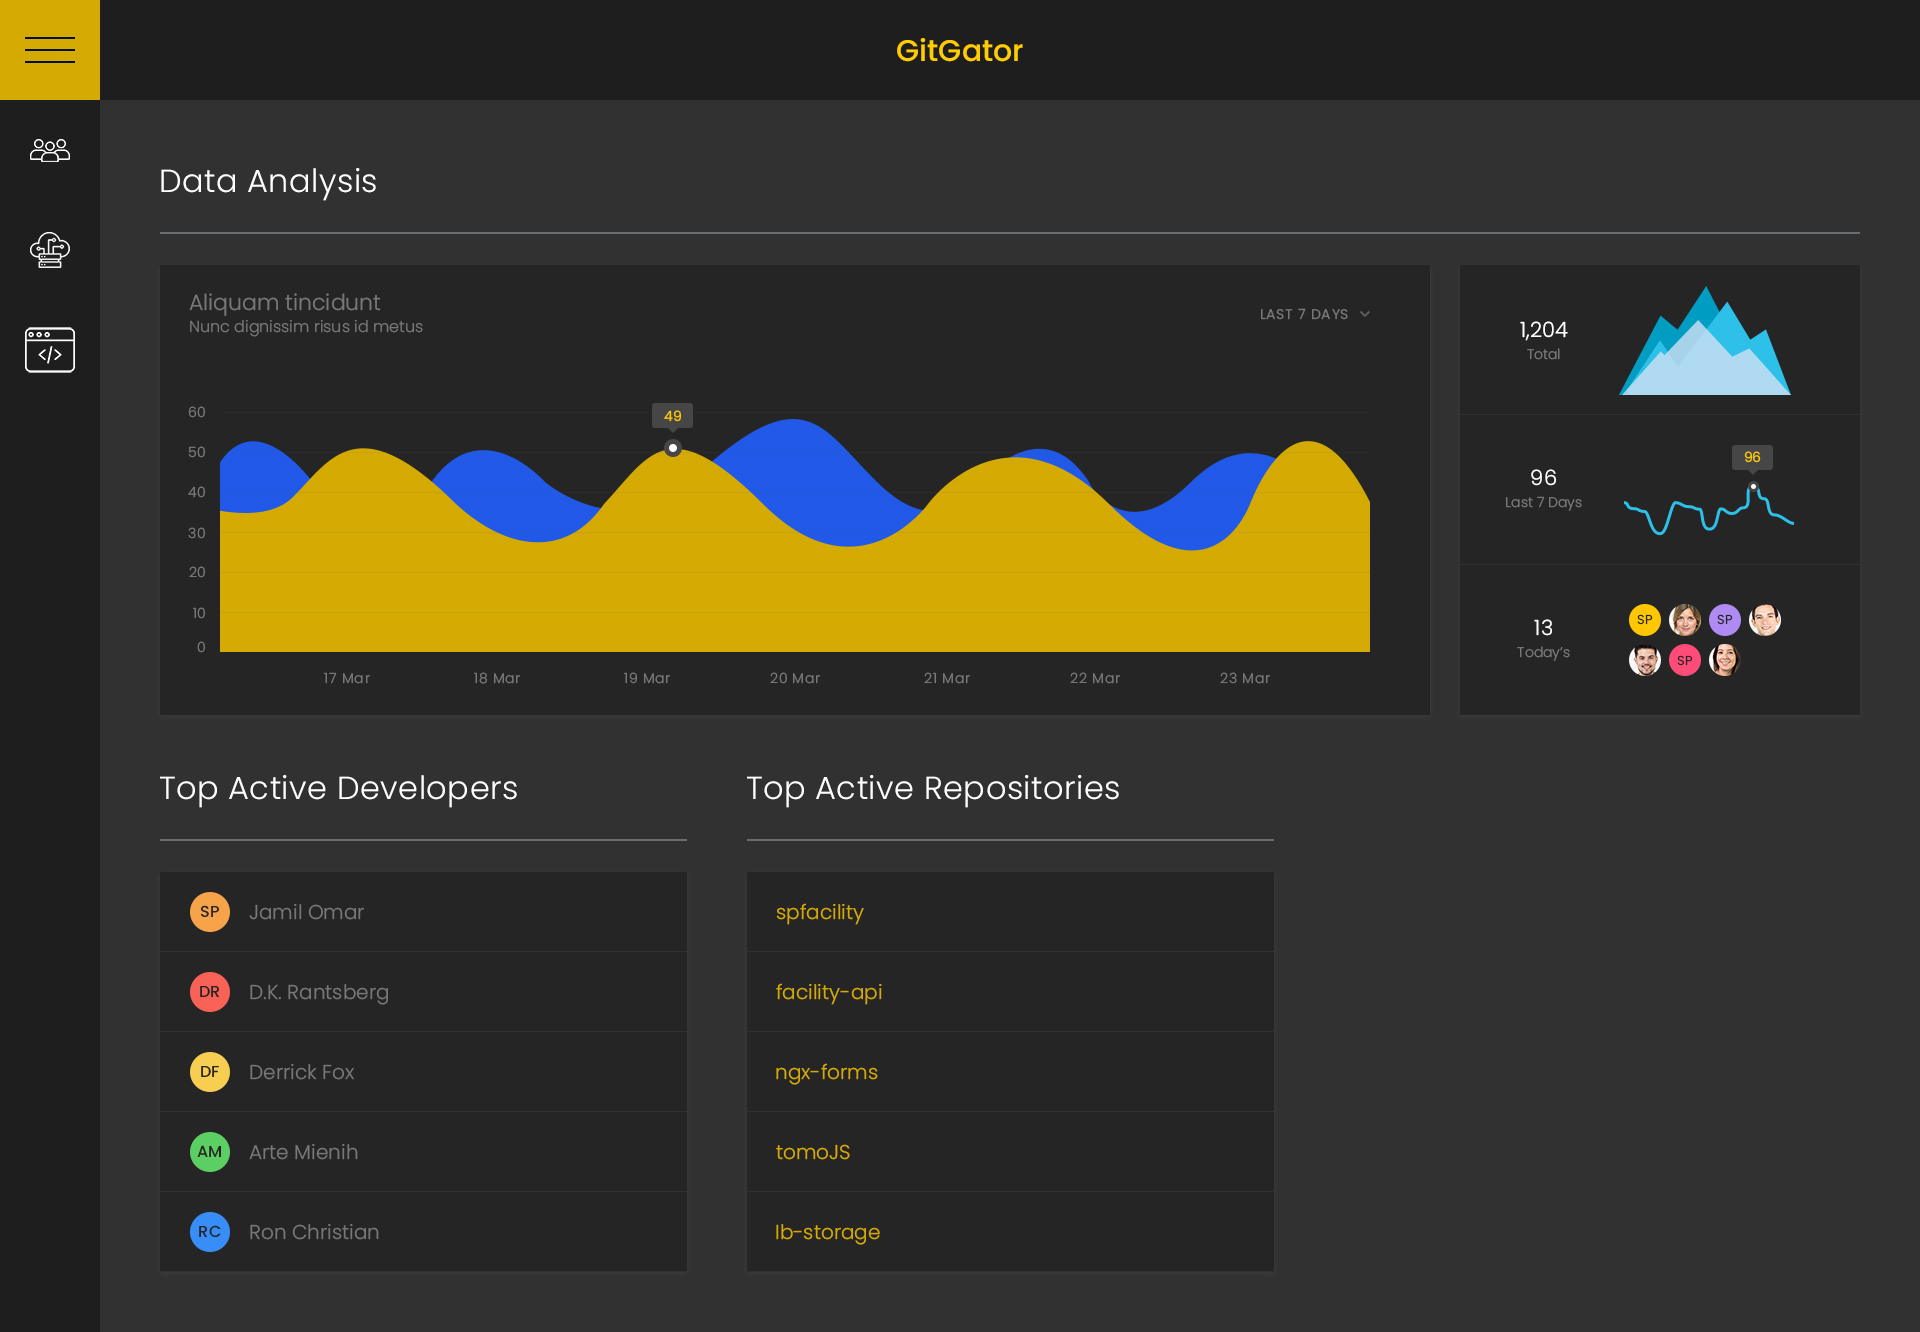 GitGator
Data Analysis
Aliquam tincidunt
Nunc dignissim risus id metus
LAST 7 DAYS
60
50
40
30
20
10
0
49
17 Mar
18 Mar
19 Mar
20 Mar
21 Mar
22 Mar
23 Mar
1,204
Total
96
Last 7 Days
96
13
Today's
SP
SP
SP
Top Active Developers
SP
Jamil Omar
DR
D.K. Rantsberg
DF
Derrick Fox
AM
Arte Mienih
RC
Ron Christian
Top Active Repositories
spfacility
facility-api
ngx-forms
tomoJS
lb-storage